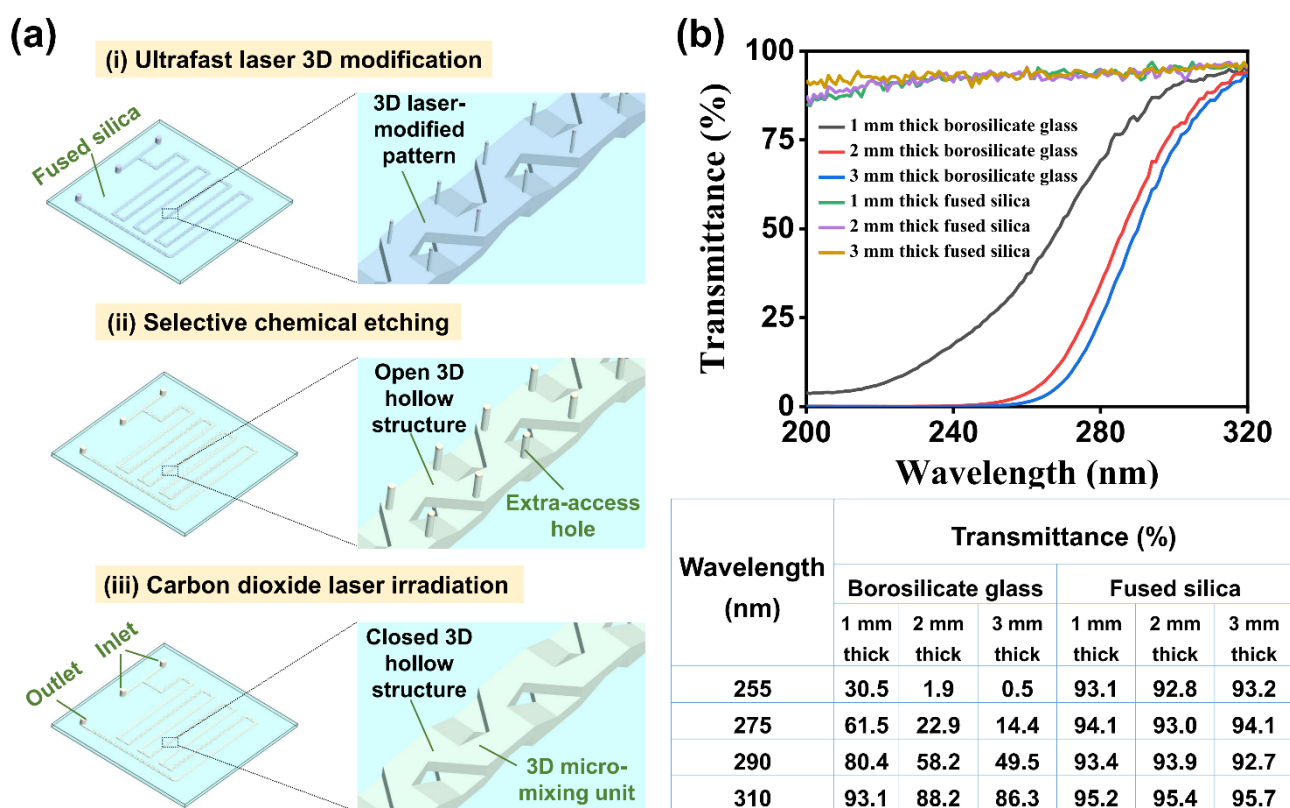 (a)
(i) Ultrafast laser 3D modification
Fused silica
3D laser-
modified
pattern
(ii) Selective chemical etching
Open 3D
hollow
structure
Extra-access
hole
(iii) Carbon dioxide laser irradiation
Outlet
Inlet
Closed 3D
hollow
structure
3D micro-
mixing unit
(b)
Transmittance (%)
100
75
50
25
0
1 mm thick borosilicate glass
2 mm thick borosilicate glass
3 mm thick borosilicate glass
1 mm thick fused silica
2 mm thick fused silica
3 mm thick fused silica
200 240 280 320
Wavelength (nm)
Wavelength
(nm)
Transmittance (%)
Borosilicate glass Fused silica
1 mm 2 mm 3 mm 1 mm 2 mm 3 mm
thick thick thick thick thick thick
255 30.5 1.9 0.5 93.1 92.8 93.2
275 61.5 22.9 14.4 94.1 93.0 94.1
290 80.4 58.2 49.5 93.4 93.9 92.7
310 93.1 88.2 86.3 95.2 95.4 95.7